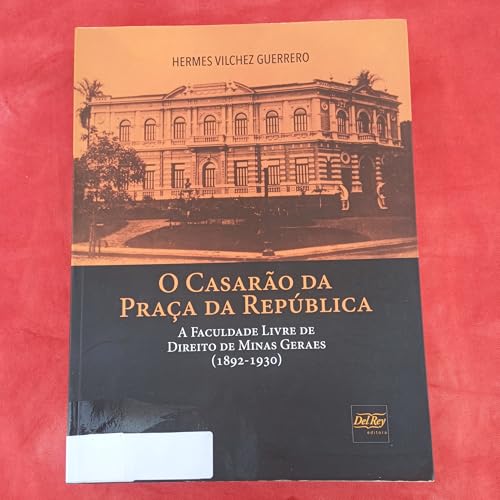 HERMES VILCHEZ GUERRERO
O CASARÃO DA
PRAÇA DA REPÚBLICA
A FACULDADE LIVRE DE
DIREITO DE MINAS GERAES
(1892-1930)
Del Rey
editora